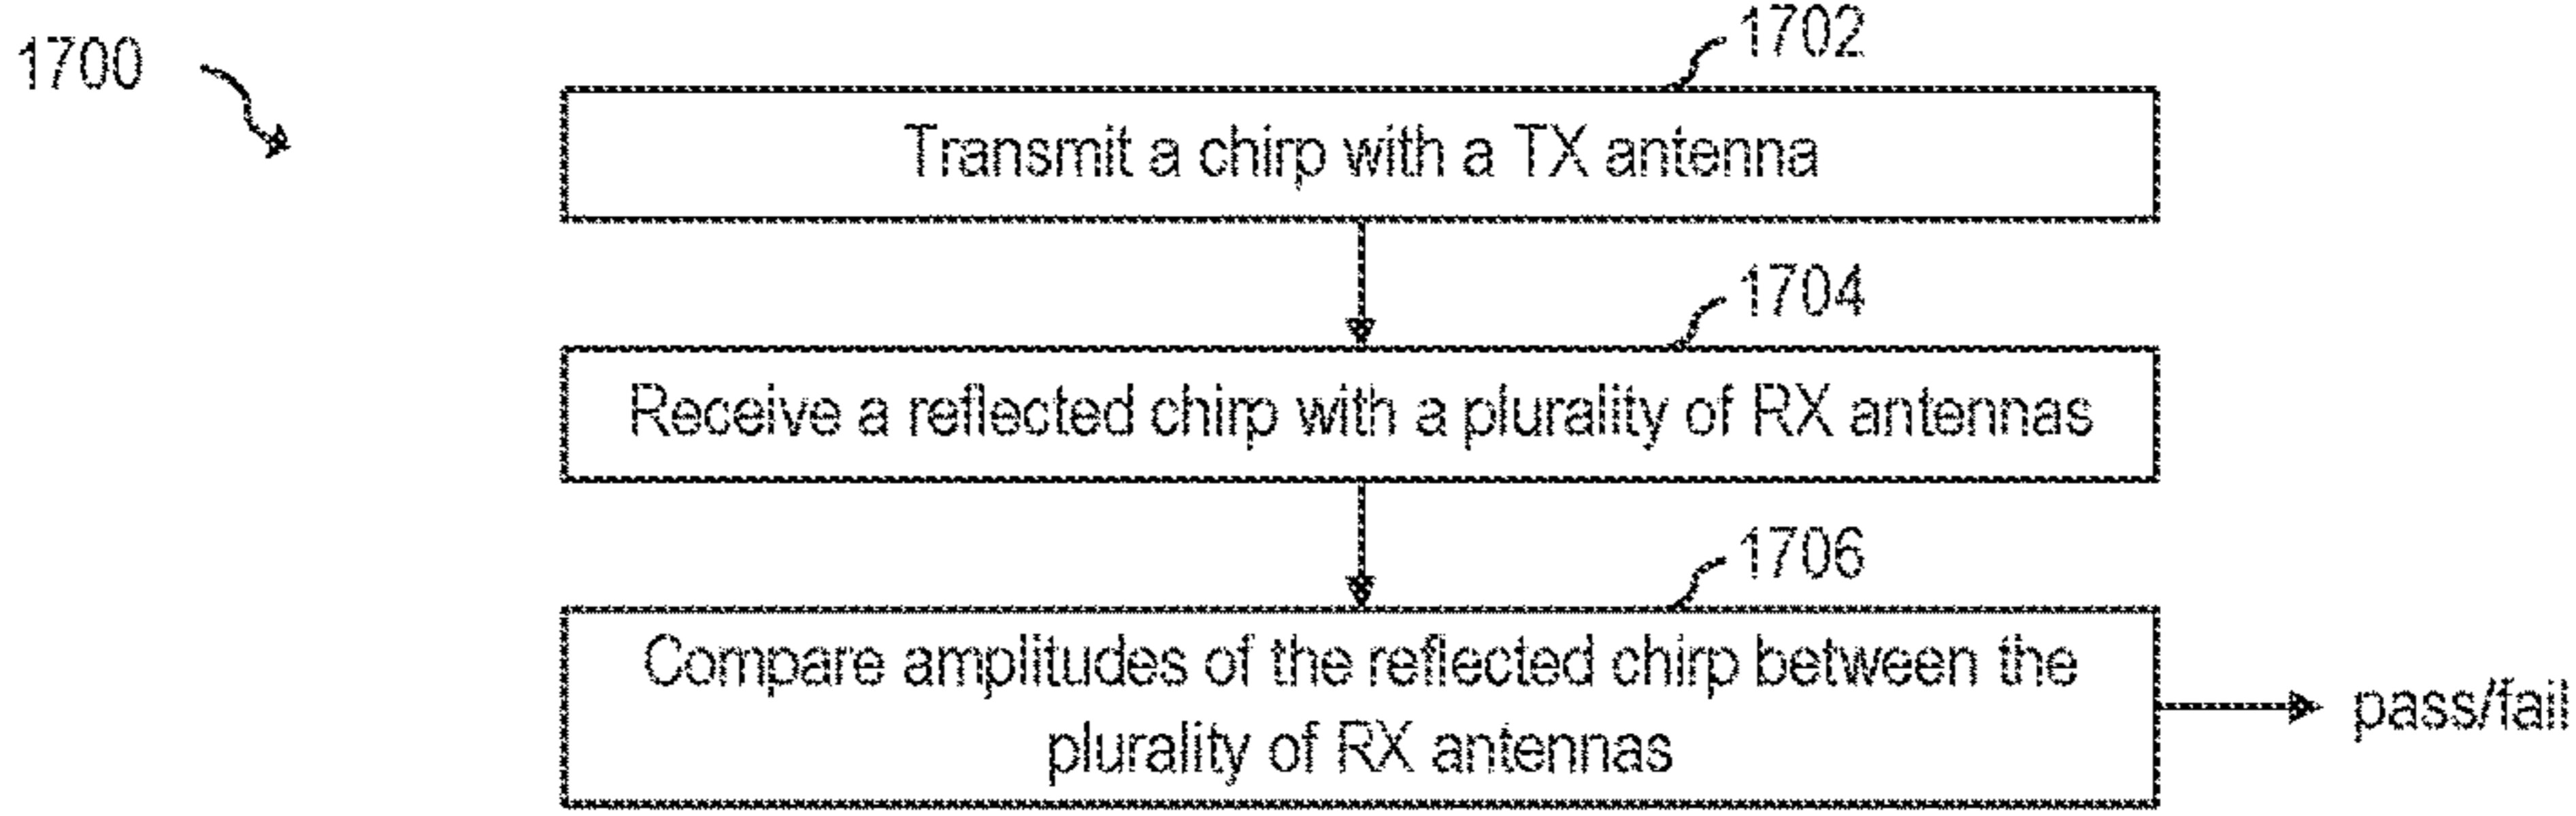 1700
1702
Transmit a chirp with a TX antenna
1704
Receive a reflected chirp with a plurality of RX antennas
1706
Compare amplitudes of the reflected chirp between the
plurality of RX antennas
pass/fail